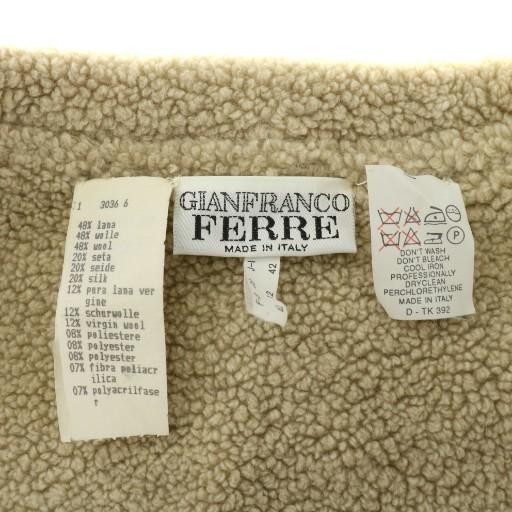 1 3036 6
48% lana
48% wolle
48% wool
20% seta
20% seide
20% silk
12% pura lana ver
gine
12% schurwolle
12% virgin wool
08% poliestere
08% polyester
08% polyester
07% fibra poliacr
ilica
07% polyacrilfase
r
GIANFRANCO
FERRE
MADE IN ITALY
42
12
P
DON'T WASH
DON'T BLEACH
COOL IRON
PROFESSIONALLY
DRYCLEAN
PERCHLORETHYLENE
MADE IN ITALY
D - TK 392